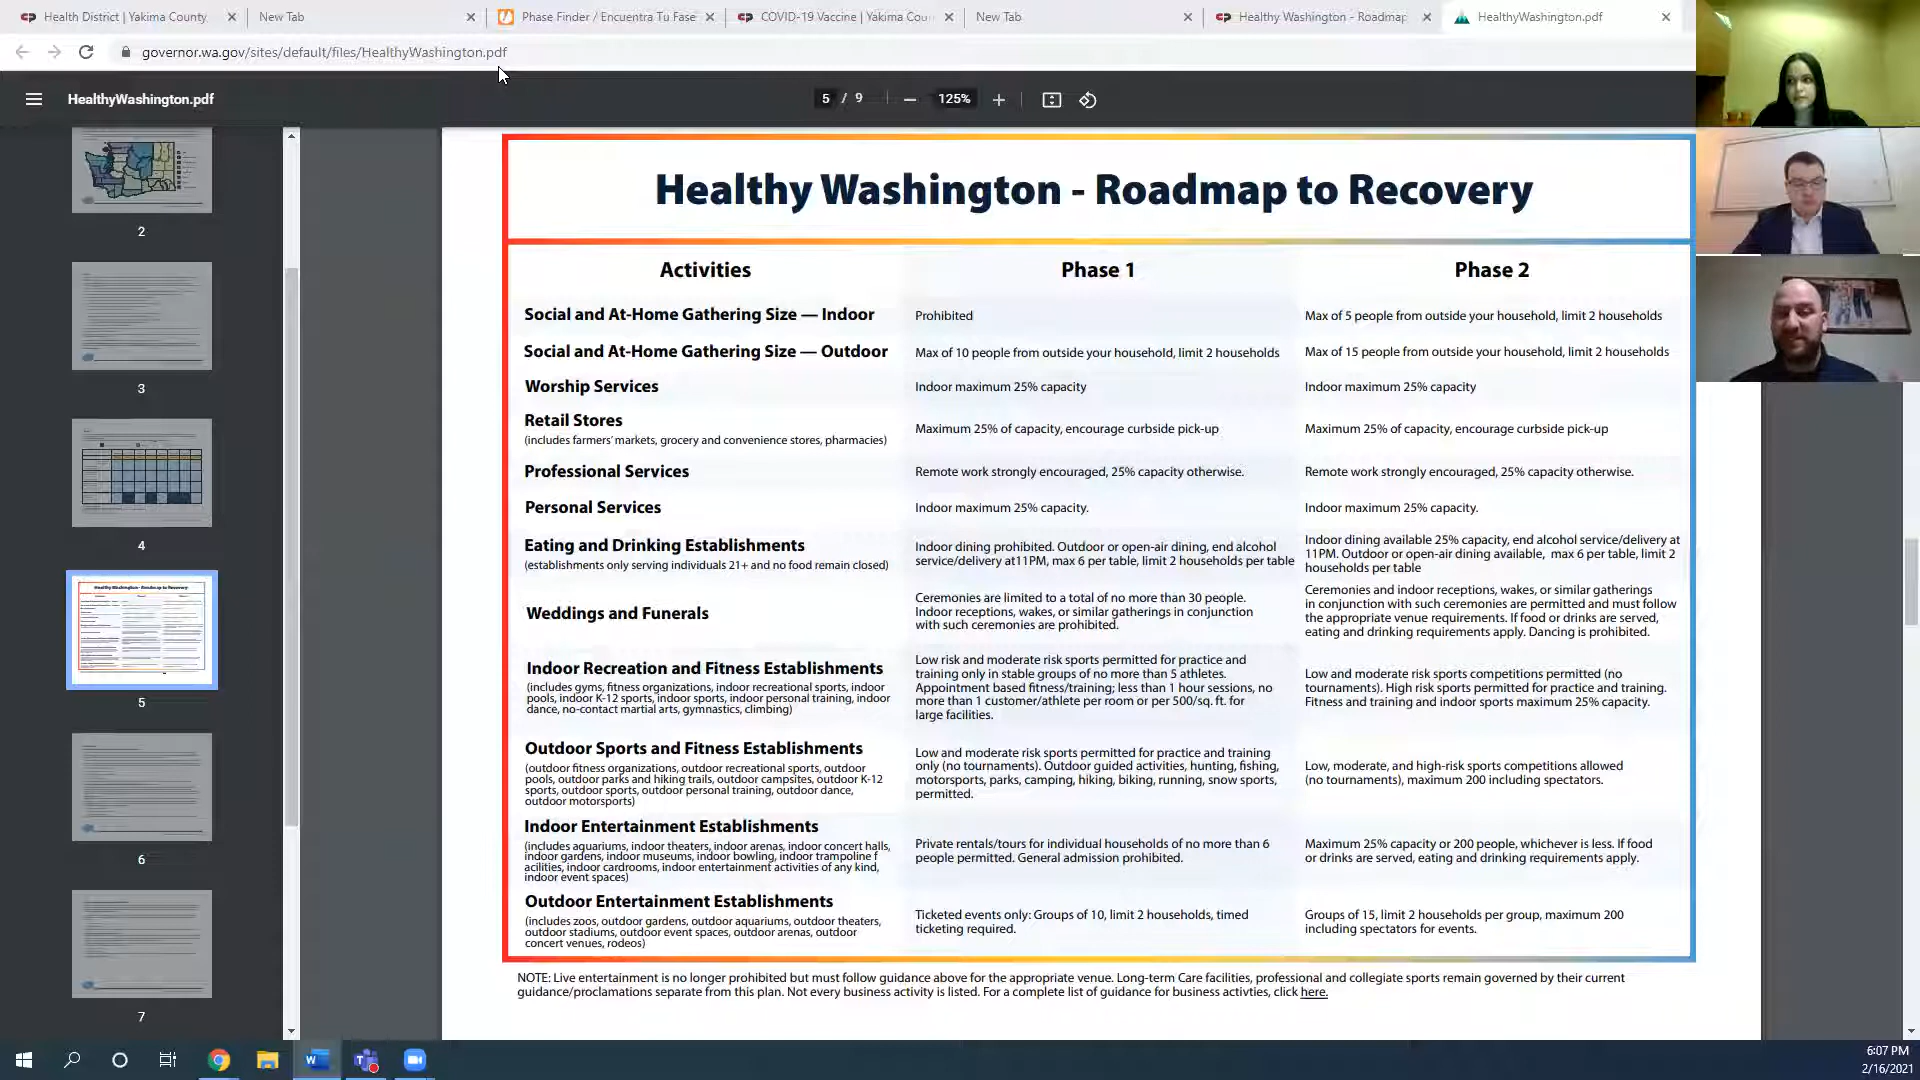 Health District | Yakima County
New Tab
Phase Finder / Encuentra Tu Fase
COVID-19 Vaccine | Yakima Cou
New Tab
Healthy Washington - Roadmap
HealthyWashington.pdf
governor.wa.gov/sites/default/files/HealthyWashington.pdf
HealthyWashington.pdf
5 / 9
125%
2
3
4
5
6
7
Healthy Washington - Roadmap to Recovery
Activities
Phase 1
Phase 2
Social and At-Home Gathering Size — Indoor
Prohibited
Max of 5 people from outside your household, limit 2 households
Social and At-Home Gathering Size — Outdoor
Max of 10 people from outside your household, limit 2 households
Max of 15 people from outside your household, limit 2 households
Worship Services
Indoor maximum 25% capacity
Indoor maximum 25% capacity
Retail Stores
(includes farmers' markets, grocery and convenience stores, pharmacies)
Maximum 25% of capacity, encourage curbside pick-up
Maximum 25% of capacity, encourage curbside pick-up
Professional Services
Remote work strongly encouraged, 25% capacity otherwise.
Remote work strongly encouraged, 25% capacity otherwise.
Personal Services
Indoor maximum 25% capacity.
Indoor maximum 25% capacity.
Eating and Drinking Establishments
(establishments only serving individuals 21+ and no food remain closed)
Indoor dining prohibited. Outdoor or open-air dining, end alcohol
service/delivery at11PM, max 6 per table, limit 2 households per table
Indoor dining available 25% capacity, end alcohol service/delivery at
11PM. Outdoor or open-air dining available, max 6 per table, limit 2
households per table
Weddings and Funerals
Ceremonies are limited to a total of no more than 30 people.
Indoor receptions, wakes, or similar gatherings in conjunction
with such ceremonies are prohibited.
Ceremonies and indoor receptions, wakes, or similar gatherings
in conjunction with such ceremonies are permitted and must follow
the appropriate venue requirements. If food or drinks are served,
eating and drinking requirements apply. Dancing is prohibited.
Indoor Recreation and Fitness Establishments
(includes gyms, fitness organizations, indoor recreational sports, indoor
pools, indoor K-12 sports, indoor sports, indoor personal training, indoor
dance, no-contact martial arts, gymnastics, climbing)
Low risk and moderate risk sports permitted for practice and
training only in stable groups of no more than 5 athletes.
Appointment based fitness/training; less than 1 hour sessions, no
more than 1 customer/athlete per room or per 500/sq. ft. for
large facilities.
Low and moderate risk sports competitions permitted (no
tournaments). High risk sports permitted for practice and training.
Fitness and training and indoor sports maximum 25% capacity.
Outdoor Sports and Fitness Establishments
(outdoor fitness organizations, outdoor recreational sports, outdoor
pools, outdoor parks and hiking trails, outdoor campsites, outdoor K-12
sports, outdoor sports, outdoor personal training, outdoor dance,
outdoor motorsports)
Low and moderate risk sports permitted for practice and training
only (no tournaments). Outdoor guided activities, hunting, fishing,
motorsports, parks, camping, hiking, biking, running, snow sports,
permitted.
Low, moderate, and high-risk sports competitions allowed
(no tournaments), maximum 200 including spectators.
Indoor Entertainment Establishments
(includes aquariums, indoor theaters, indoor arenas, indoor concert halls,
indoor gardens, indoor museums, indoor bowling, indoor trampoline f
acilities, indoor cardrooms, indoor entertainment activities of any kind,
indoor event spaces)
Private rentals/tours for individual households of no more than 6
people permitted. General admission prohibited.
Maximum 25% capacity or 200 people, whichever is less. If food
or drinks are served, eating and drinking requirements apply.
Outdoor Entertainment Establishments
(includes zoos, outdoor gardens, outdoor aquariums, outdoor theaters,
outdoor stadiums, outdoor event spaces, outdoor arenas, outdoor
concert venues, rodeos)
Ticketed events only: Groups of 10, limit 2 households, timed
ticketing required.
Groups of 15, limit 2 households per group, maximum 200
including spectators for events.
NOTE: Live entertainment is no longer prohibited but must follow guidance above for the appropriate venue. Long-term Care facilities, professional and collegiate sports remain governed by their current
guidance/proclamations separate from this plan. Not every business activity is listed. For a complete list of guidance for business activties, click here.
6:07 PM
2/16/2021